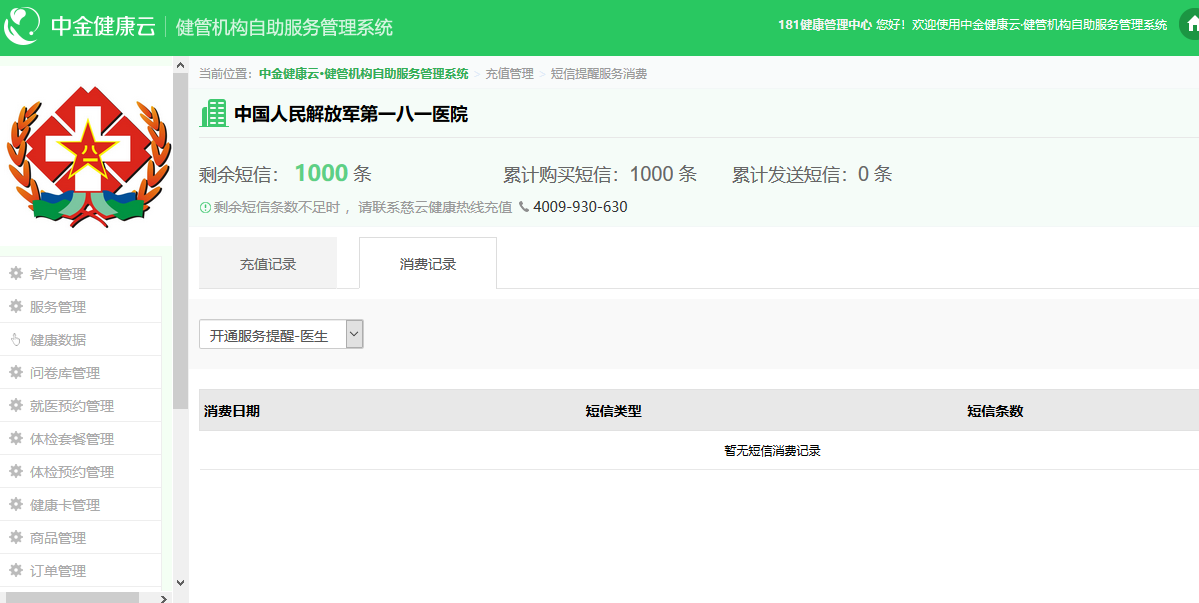 中金健康云 健管机构自助服务管理系统
181健康管理中心 您好！欢迎使用中金健康云·健管机构自助服务管理系统
当前位置：中金健康云·健管机构自助服务管理系统 > 充值管理 > 短信提醒服务消费
中国人民解放军第一八一医院
剩余短信： 1000 条 累计购买短信：1000 条 累计发送短信：0 条
剩余短信条数不足时 ，请联系慈云健康热线充值 4009-930-630
充值记录 消费记录
开通服务提醒-医生
消费日期 短信类型 短信条数
暂无短信消费记录
八一
客户管理
服务管理
健康数据
问卷库管理
就医预约管理
体检套餐管理
体检预约管理
健康卡管理
商品管理
订单管理